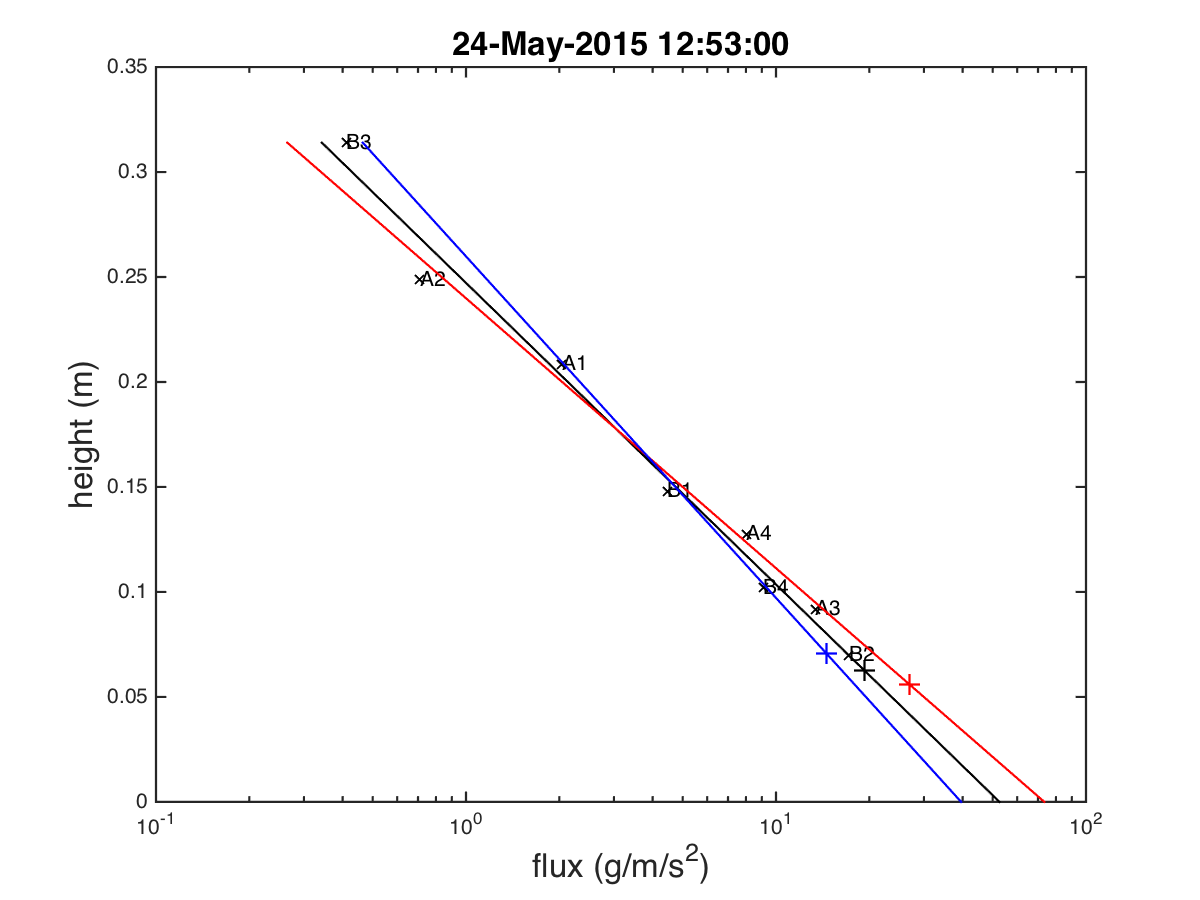 24-May-2015 12:53:00
0.35
0.3
0.25
0.2
0.15
0.1
0.05
0
height (m)
B3
A2
A1
B1
A4
B4
A3
B2
10^-1
10^0
10^1
10^2
flux (g/m/s^2)